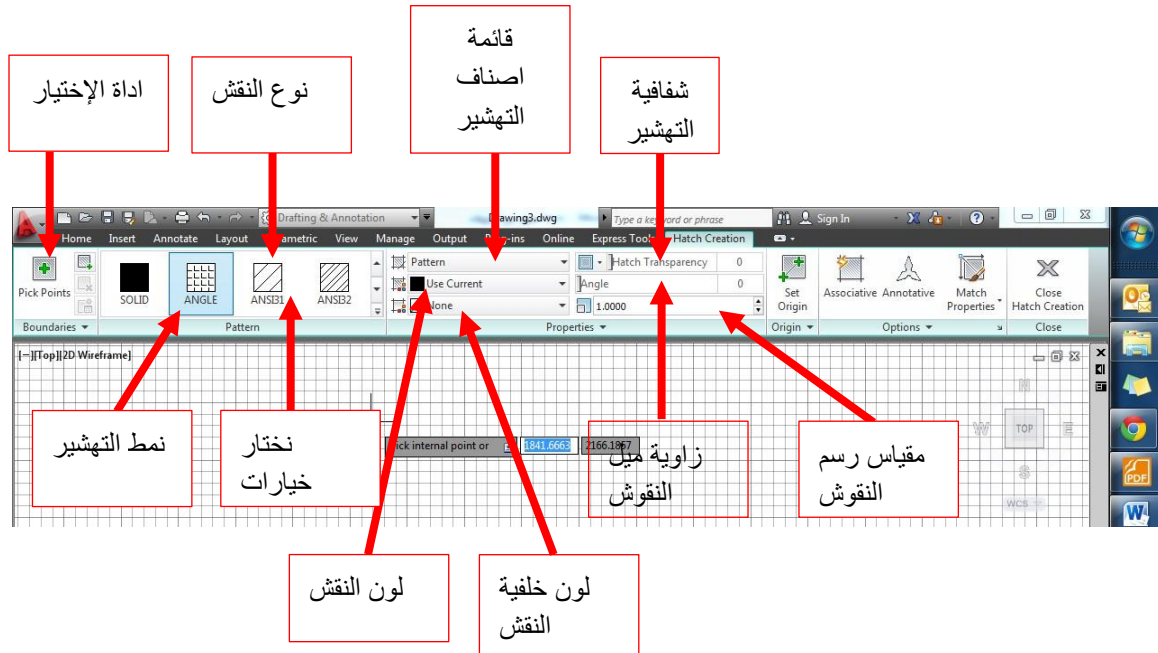 قائمة
اصناف
التهشير
اداة الإختيار
نوع النقش
شفافية
التهشير
Drafting & Annotation
Drawing3.dwg
Type a keyword or phrase
Sign In
Home Insert Annotate Layout Parametric View Manage Output Plug-ins Online Express Tools Hatch Creation
Pick Points
SOLID
ANGLE
ANSI31
ANSI32
Pattern
Use Current
None
Hatch Transparency 0
Angle 0
1.0000
Set
Origin
Associative
Annotative
Match
Properties
Close
Hatch Creation
Boundaries
Pattern
Properties
Origin
Options
Close
[−][Top][2D Wireframe]
N
W
TOP
E
S
WCS
Pick internal point or
1841.6663
2166.1867
نمط التهشير
نختار
خيارات
زاوية ميل
النقوش
مقياس رسم
النقوش
PDF
W
لون النقش
لون خلفية
النقش